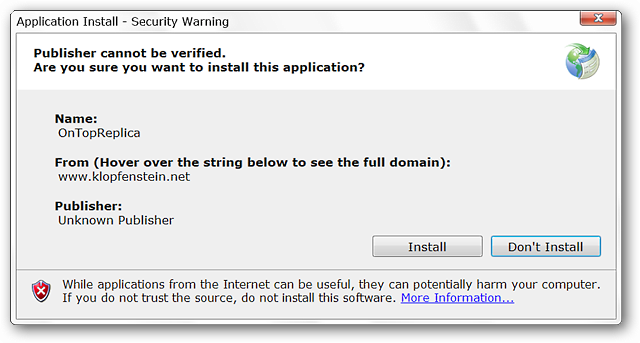 Application Install - Security Warning
Publisher cannot be verified.
Are you sure you want to install this application?
Name:
OnTopReplica
From (Hover over the string below to see the full domain):
www.klopfenstein.net
Publisher:
Unknown Publisher
Install Don't Install
While applications from the Internet can be useful, they can potentially harm your computer.
If you do not trust the source, do not install this software. More Information...